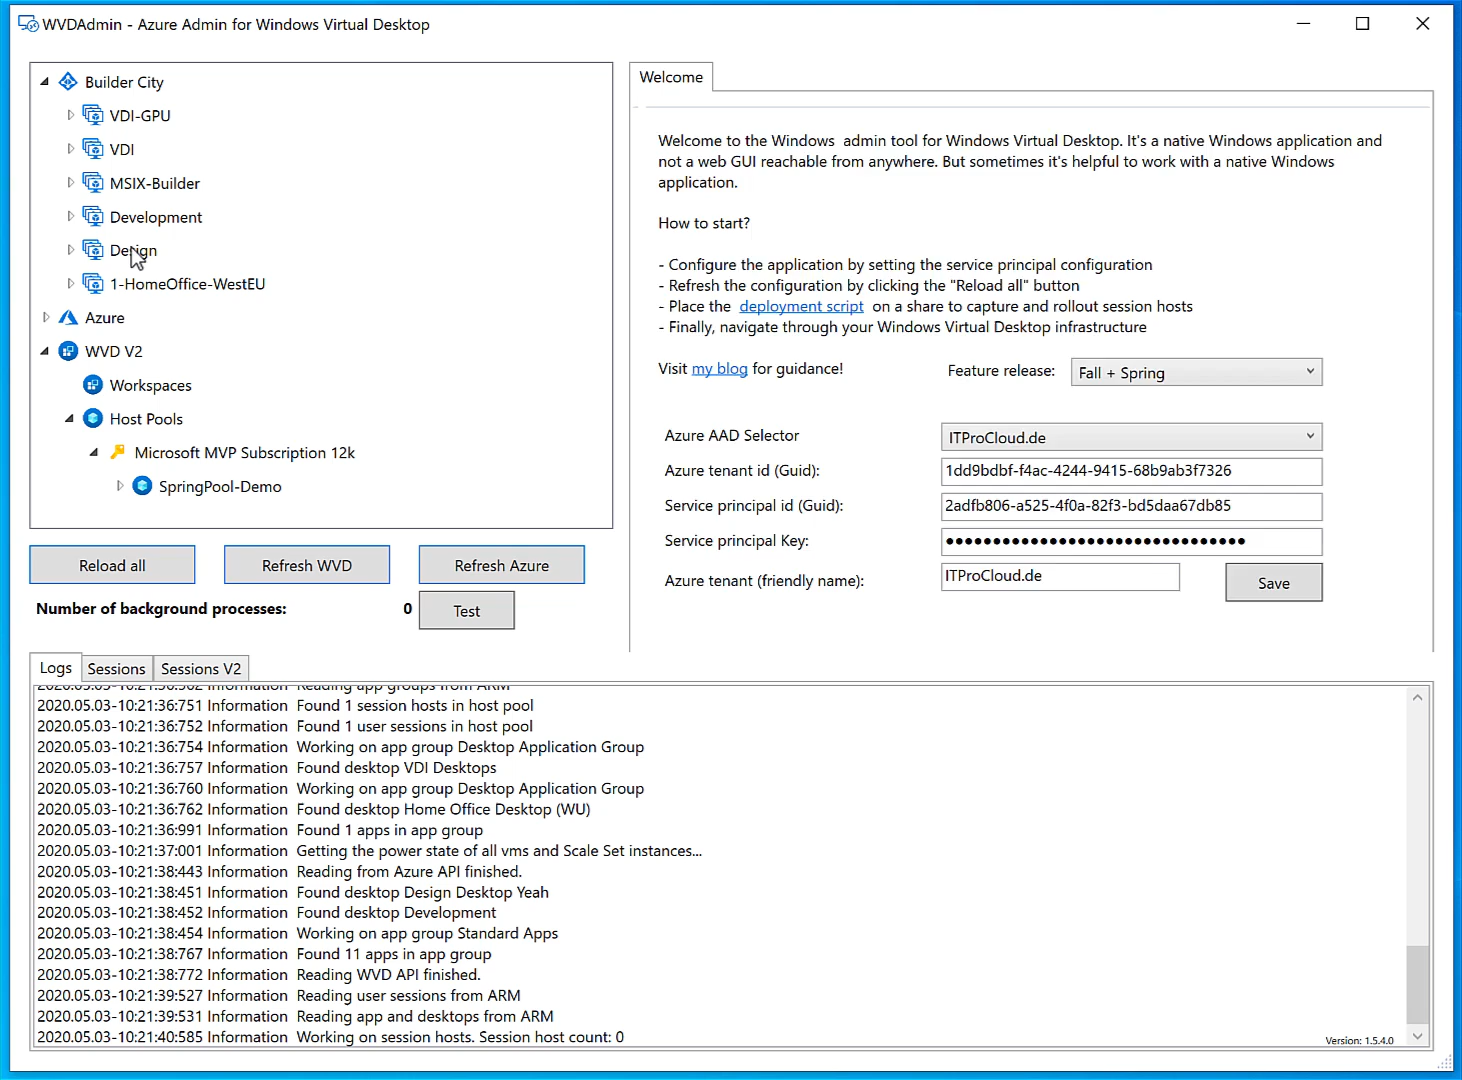 WVDAdmin - Azure Admin for Windows Virtual Desktop
Builder City
VDI-GPU
VDI
MSIX-Builder
Development
Design
1-HomeOffice-WestEU
Azure
WVD V2
Workspaces
Host Pools
Microsoft MVP Subscription 12k
SpringPool-Demo
Reload all
Refresh WVD
Refresh Azure
Number of background processes: 0
Test
Welcome
Welcome to the Windows  admin tool for Windows Virtual Desktop. It's a native Windows application and
not a web GUI reachable from anywhere. But sometimes it's helpful to work with a native Windows
application.
How to start?
- Configure the application by setting the service principal configuration
- Refresh the configuration by clicking the "Reload all" button
- Place the deployment script on a share to capture and rollout session hosts
- Finally, navigate through your Windows Virtual Desktop infrastructure
Visit my blog for guidance!
Feature release: Fall + Spring
Azure AAD Selector ITProCloud.de
Azure tenant id (Guid): 1dd9bdbf-f4ac-4244-9415-68b9ab3f7326
Service principal id (Guid): 2adfb806-a525-4f0a-82f3-bd5daa67db85
Service principal Key:
Azure tenant (friendly name): ITProCloud.de
Save
Logs Sessions Sessions V2
2020.05.03-10:21:36:562 Information Reading app groups from ARM
2020.05.03-10:21:36:751 Information Found 1 session hosts in host pool
2020.05.03-10:21:36:752 Information Found 1 user sessions in host pool
2020.05.03-10:21:36:754 Information Working on app group Desktop Application Group
2020.05.03-10:21:36:757 Information Found desktop VDI Desktops
2020.05.03-10:21:36:760 Information Working on app group Desktop Application Group
2020.05.03-10:21:36:762 Information Found desktop Home Office Desktop (WU)
2020.05.03-10:21:36:991 Information Found 1 apps in app group
2020.05.03-10:21:37:001 Information Getting the power state of all vms and Scale Set instances...
2020.05.03-10:21:38:443 Information Reading from Azure API finished.
2020.05.03-10:21:38:451 Information Found desktop Design Desktop Yeah
2020.05.03-10:21:38:452 Information Found desktop Development
2020.05.03-10:21:38:454 Information Working on app group Standard Apps
2020.05.03-10:21:38:767 Information Found 11 apps in app group
2020.05.03-10:21:38:772 Information Reading WVD API finished.
2020.05.03-10:21:39:527 Information Reading user sessions from ARM
2020.05.03-10:21:39:531 Information Reading app and desktops from ARM
2020.05.03-10:21:40:585 Information Working on session hosts. Session host count: 0
Version: 1.5.4.0